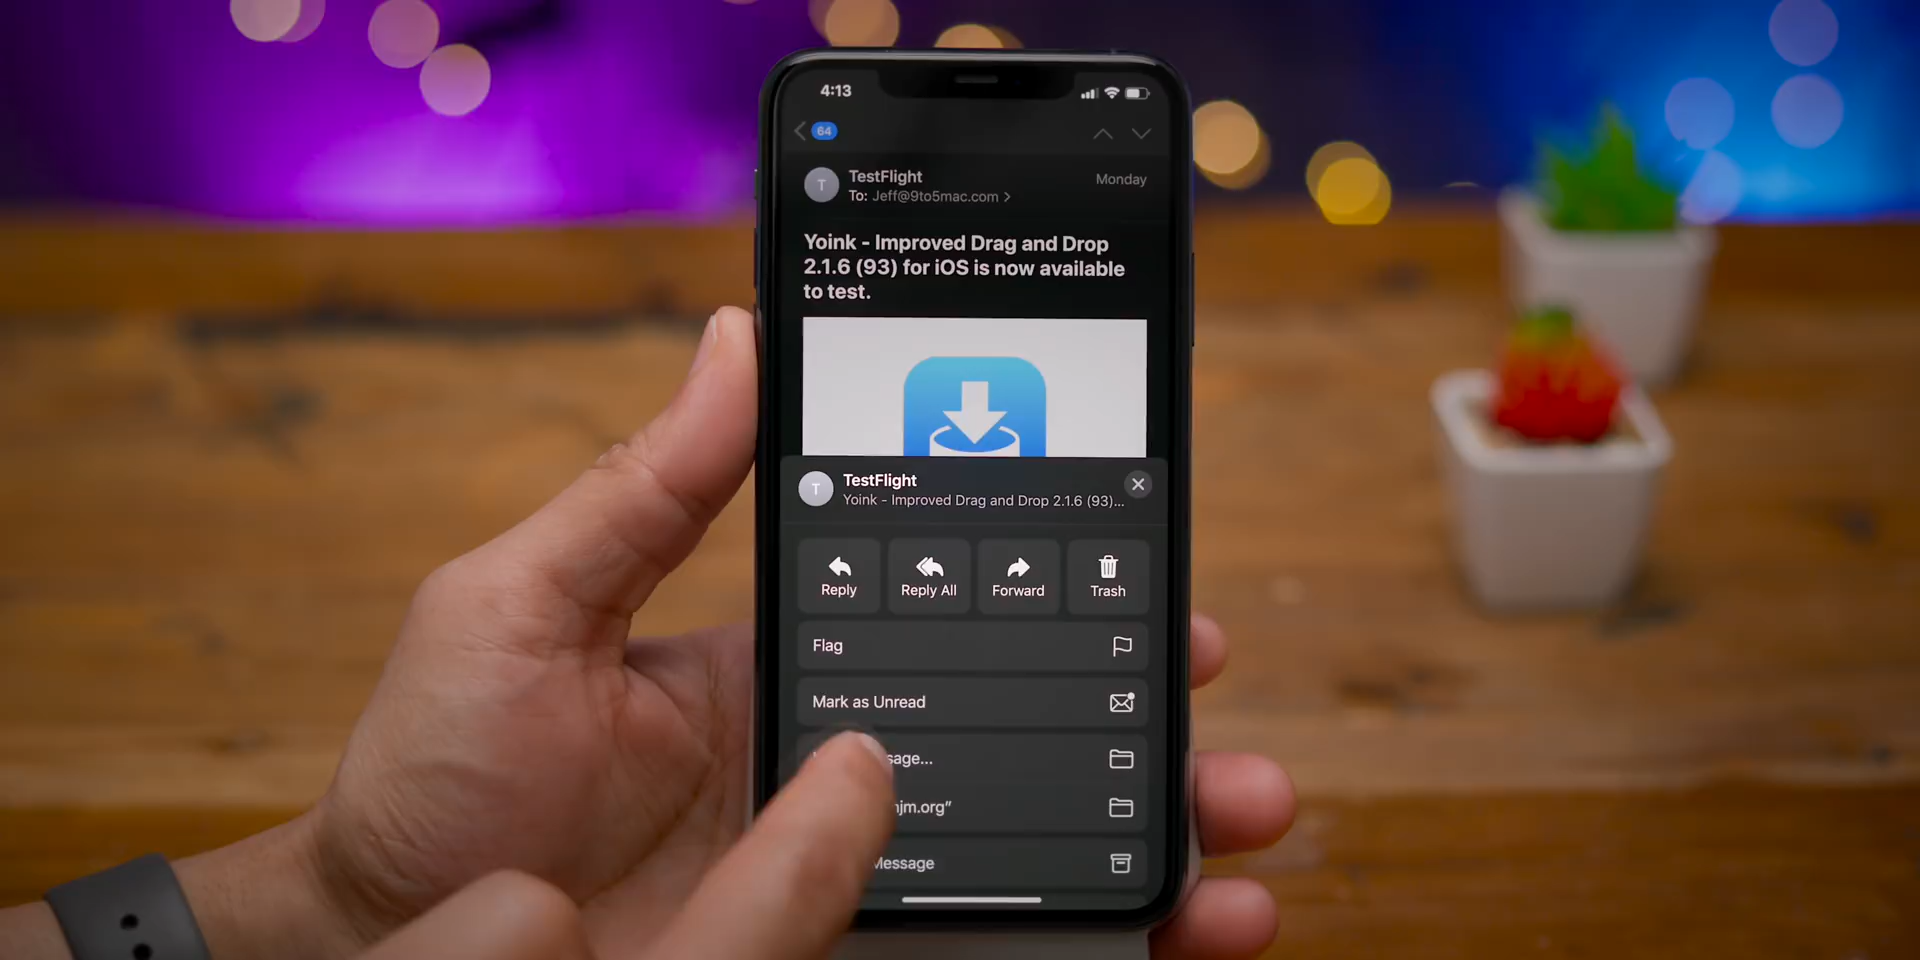 4:13
64
T
TestFlight
Monday
To: Jeff@9to5mac.com >
Yoink - Improved Drag and Drop
2.1.6 (93) for iOS is now available
to test.
T
TestFlight
Yoink - Improved Drag and Drop 2.1.6 (93)...
Reply
Reply All
Forward
Trash
Flag
Mark as Unread
sage...
njm.org”
Message